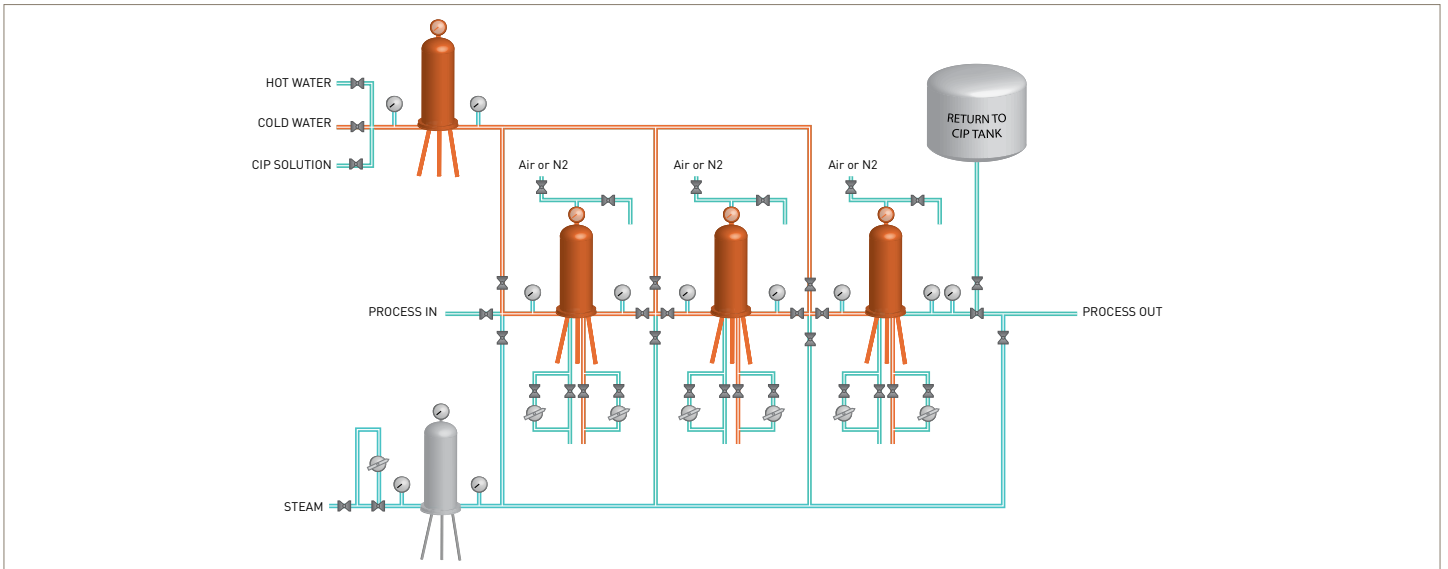 HOT WATER
COLD WATER
CIP SOLUTION
RETURN TO
CIP TANK
Air or N2
Air or N2
Air or N2
PROCESS IN
PROCESS OUT
STEAM